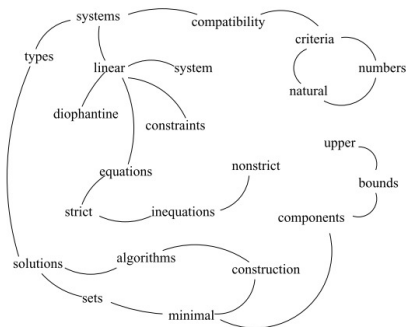 systems
compatibility
criteria
types
linear
system
numbers
natural
diophantine
constraints
upper
equations
nonstrict
bounds
strict
inequations
components
solutions
algorithms
construction
sets
minimal